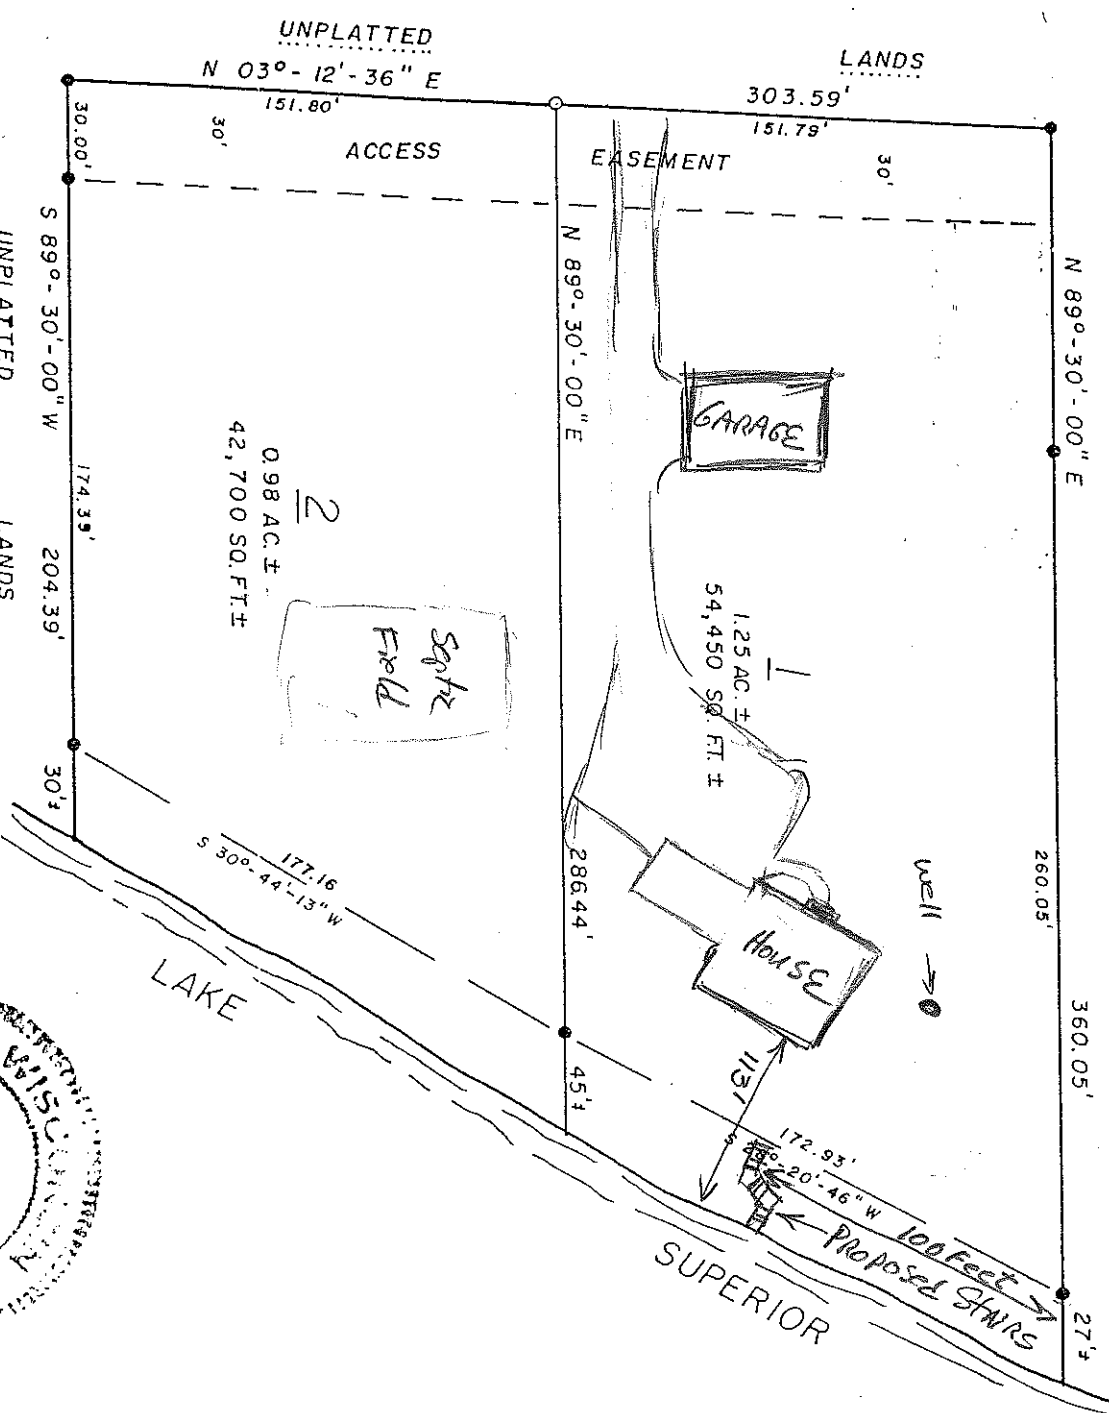 UNPLATTED
LANDS
N 03°-12'-36" E
303.59'
151.80'
151.79'
30.00'
30'
ACCESS
EASEMENT
30'
N 89°-30'-00" E
260.05'
360.05'
27'±
N 89°-30'-00" E
286.44'
45'±
S 89°-30'-00" W
174.39'
204.39'
30'±
UNPLATTED
LANDS
GARAGE
1
1.25 AC. ±
54,450 SQ. FT. ±
2
0.98 AC. ±
42,700 SQ. FT. ±
Septic
Field
well
HOUSE
113'
177.16
S 30°-44'-13" W
172.93'
-20'-46" W
100 Feet
PROPOSED STAIRS
LAKE
SUPERIOR
WISCONSIN